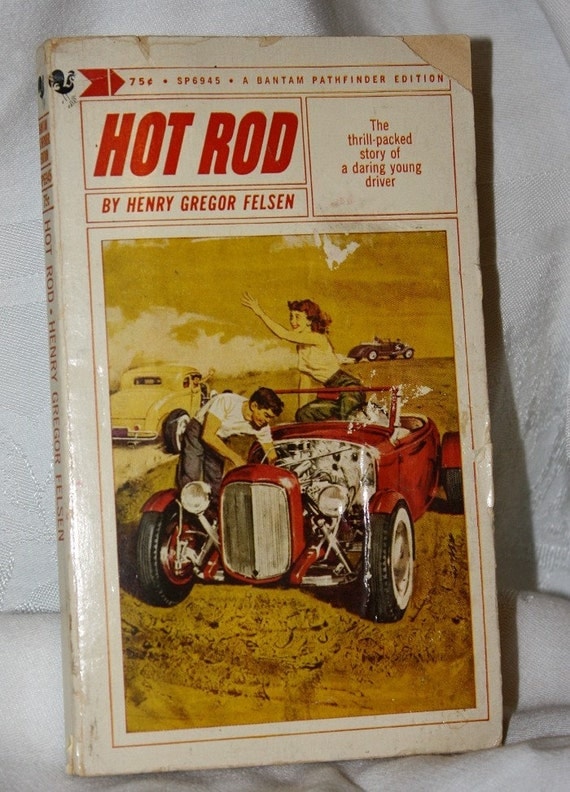 75¢ • SP6945 • A BANTAM PATHFINDER EDITION
HOT ROD
The
thrill-packed
story of
a daring young
driver
BY HENRY GREGOR FELSEN
HOT ROD • HENRY GREGOR FELSEN